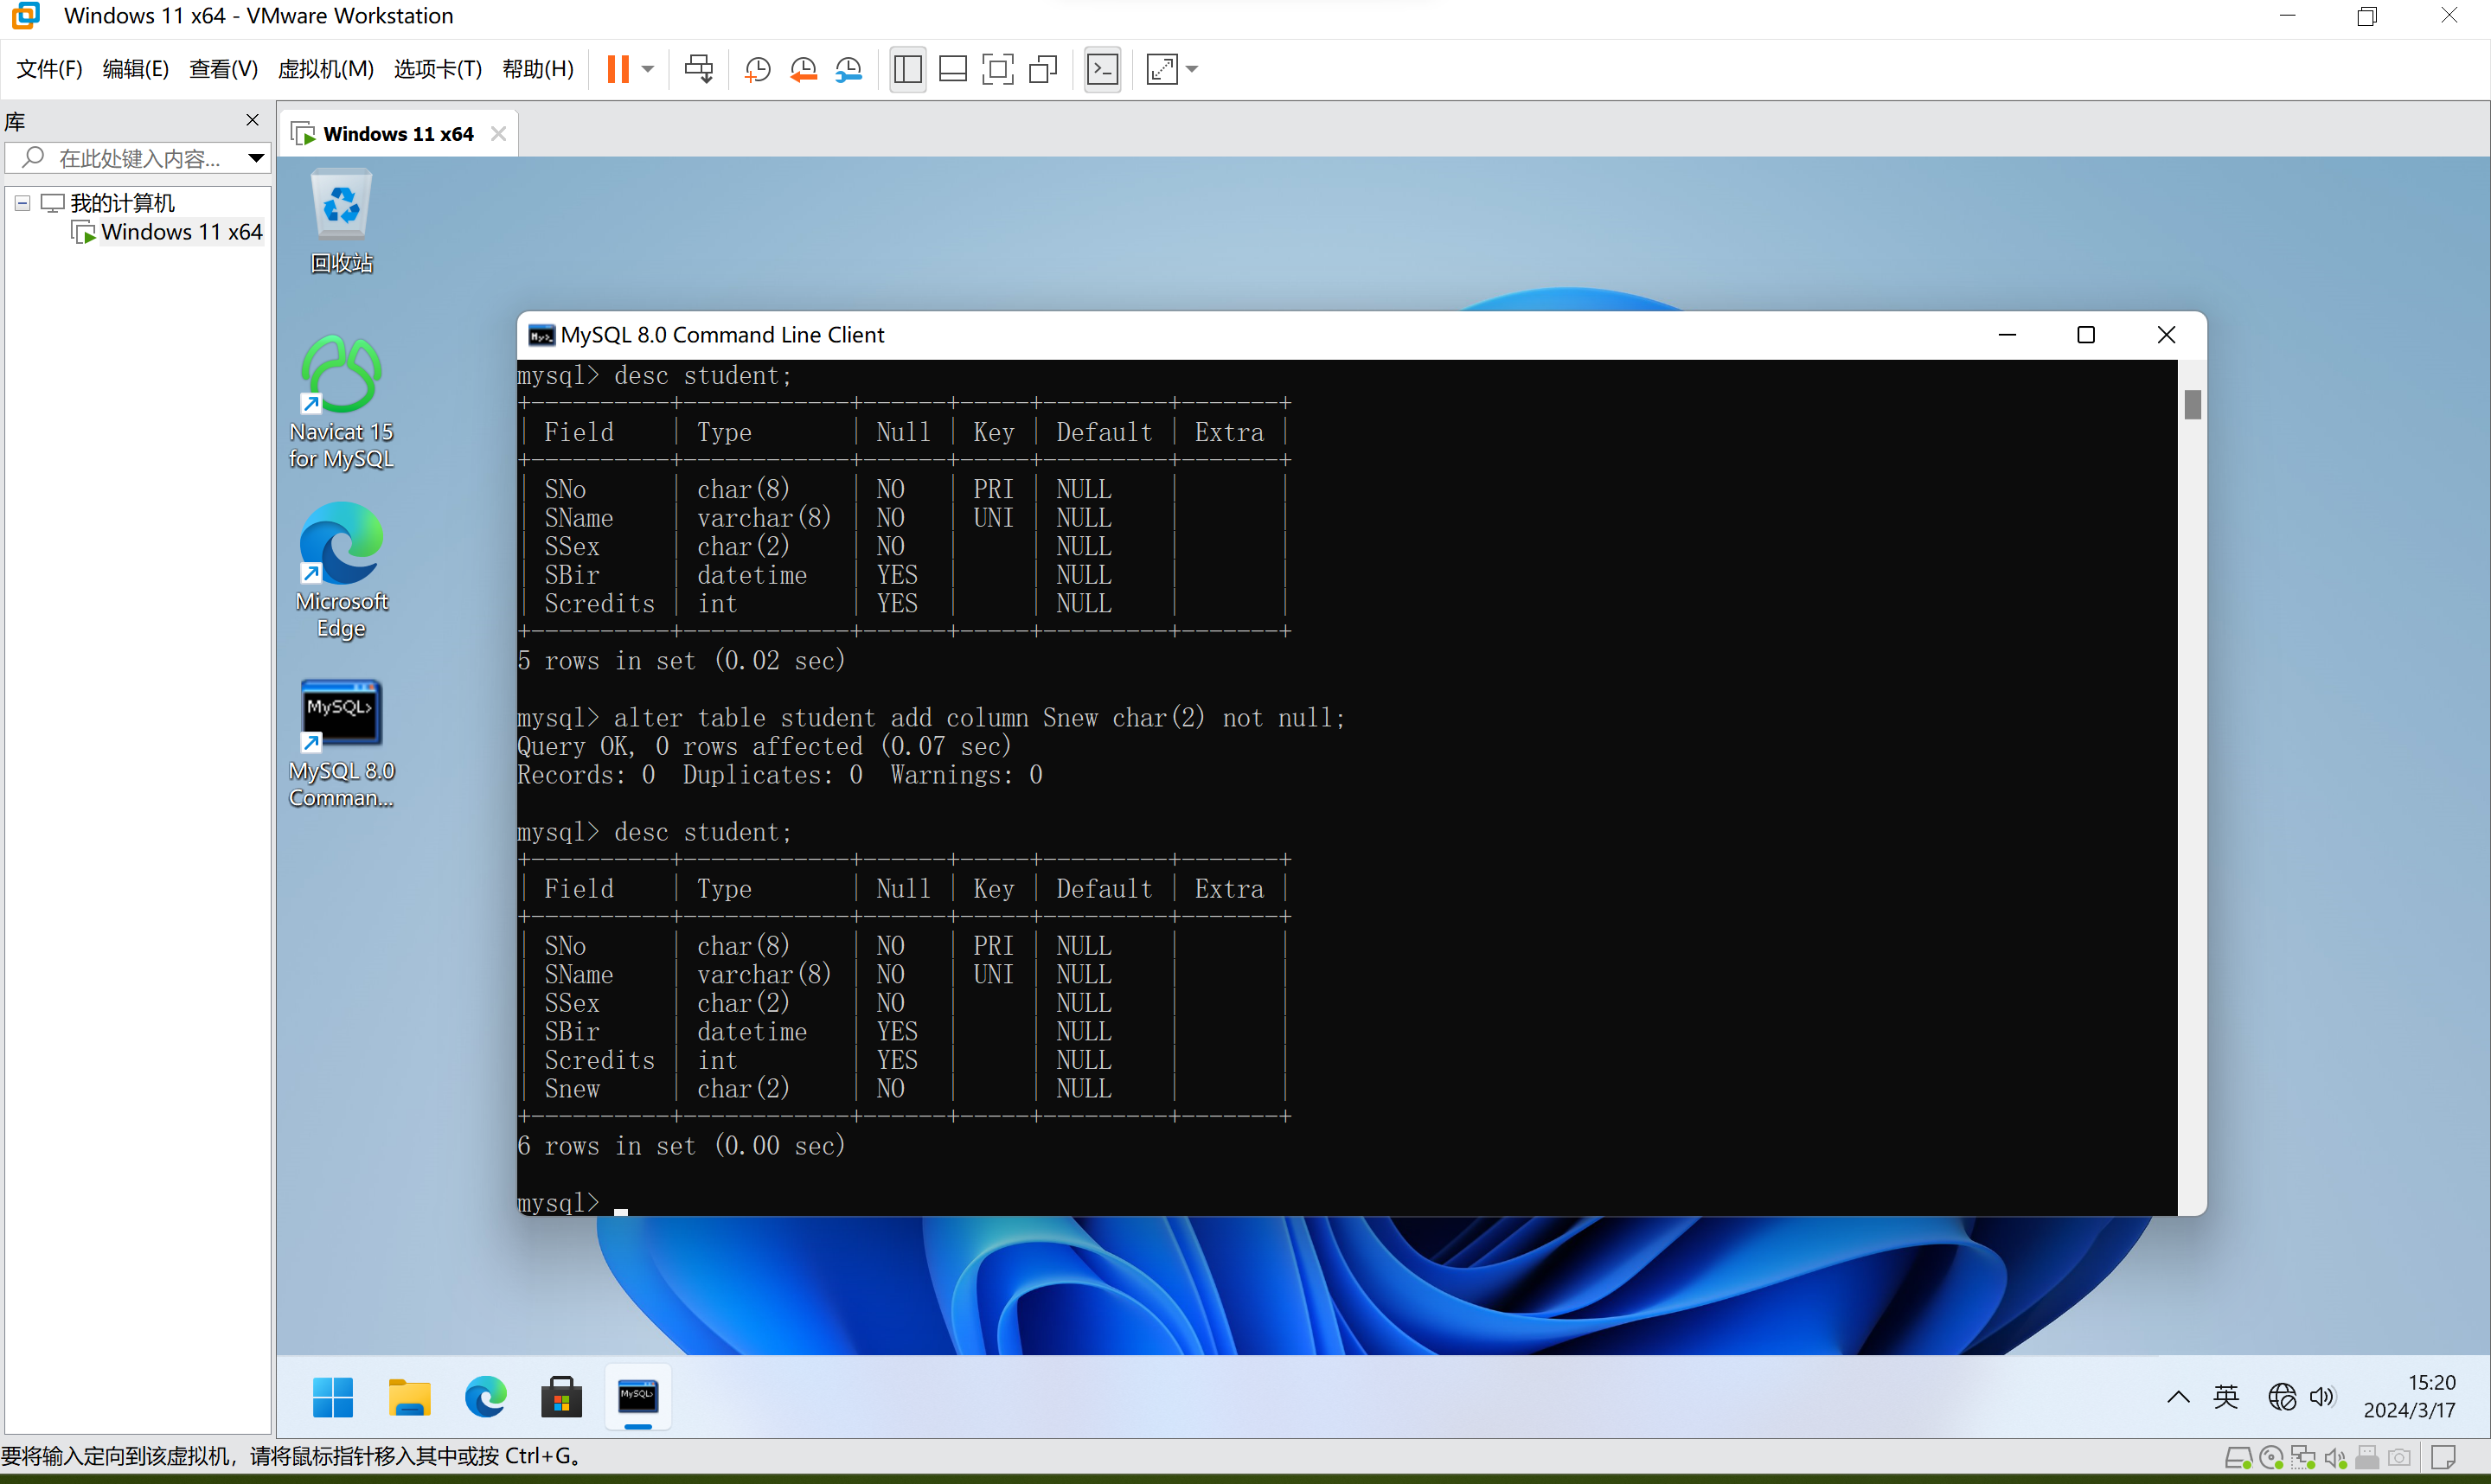 Windows 11 x64 - VMware Workstation
文件(F) 编辑(E) 查看(V) 虚拟机(M) 选项卡(T) 帮助(H)
库
在此处键入内容...
我的计算机
Windows 11 x64
Windows 11 x64
回收站
Navicat 15
for MySQL
Microsoft
Edge
MySQL>
MySQL 8.0
Comman...
MySQL 8.0 Command Line Client
mysql> desc student;
+----------+------------+------+-----+---------+-------+
| Field    | Type       | Null | Key | Default | Extra |
+----------+------------+------+-----+---------+-------+
| SNo      | char(8)    | NO   | PRI | NULL    |       |
| SName    | varchar(8) | NO   | UNI | NULL    |       |
| SSex     | char(2)    | NO   |     | NULL    |       |
| SBir     | datetime   | YES  |     | NULL    |       |
| Scredits | int        | YES  |     | NULL    |       |
+----------+------------+------+-----+---------+-------+
5 rows in set (0.02 sec)
mysql> alter table student add column Snew char(2) not null;
Query OK, 0 rows affected (0.07 sec)
Records: 0  Duplicates: 0  Warnings: 0
mysql> desc student;
+----------+------------+------+-----+---------+-------+
| Field    | Type       | Null | Key | Default | Extra |
+----------+------------+------+-----+---------+-------+
| SNo      | char(8)    | NO   | PRI | NULL    |       |
| SName    | varchar(8) | NO   | UNI | NULL    |       |
| SSex     | char(2)    | NO   |     | NULL    |       |
| SBir     | datetime   | YES  |     | NULL    |       |
| Scredits | int        | YES  |     | NULL    |       |
| Snew     | char(2)    | NO   |     | NULL    |       |
+----------+------------+------+-----+---------+-------+
6 rows in set (0.00 sec)
mysql>
MySQL>
英
15:20
2024/3/17
要将输入定向到该虚拟机，请将鼠标指针移入其中或按 Ctrl+G。